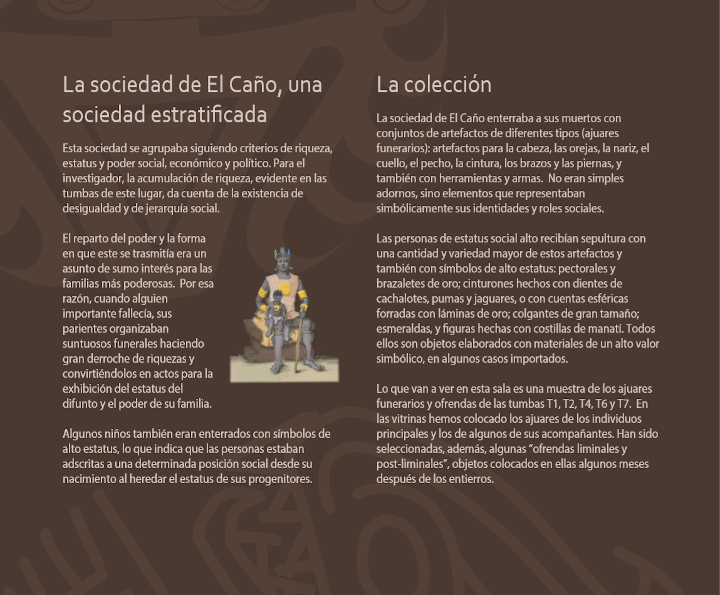 La sociedad de El Caño, una
sociedad estratificada
Esta sociedad se agrupaba siguiendo criterios de riqueza,
estatus y poder social, económico y político. Para el
investigador, la acumulación de riqueza, evidente en las
tumbas de este lugar, da cuenta de la existencia de
desigualdad y de jerarquía social.
El reparto del poder y la forma
en que este se trasmitía era un
asunto de sumo interés para las
familias más poderosas. Por esa
razón, cuando alguien
importante fallecía, sus
parientes organizaban
suntuosos funerales haciendo
gran derroche de riquezas y
convirtiéndolos en actos para la
exhibición del estatus del
difunto y el poder de su familia.
Algunos niños también eran enterrados con símbolos de
alto estatus, lo que indica que las personas estaban
adscritas a una determinada posición social desde su
nacimiento al heredar el estatus de sus progenitores.
La colección
La sociedad de El Caño enterraba a sus muertos con
conjuntos de artefactos de diferentes tipos (ajuares
funerarios): artefactos para la cabeza, las orejas, la nariz, el
cuello, el pecho, la cintura, los brazos y las piernas, y
también con herramientas y armas. No eran simples
adornos, sino elementos que representaban
simbólicamente sus identidades y roles sociales.
Las personas de estatus social alto recibían sepultura con
una cantidad y variedad mayor de estos artefactos y
también con símbolos de alto estatus: pectorales y
brazaletes de oro; cinturones hechos con dientes de
cachalotes, pumas y jaguares, o con cuentas esféricas
forradas con láminas de oro; colgantes de gran tamaño;
esmeraldas, y figuras hechas con costillas de manatí. Todos
ellos son objetos elaborados con materiales de un alto valor
simbólico, en algunos casos importados.
Lo que van a ver en esta sala es una muestra de los ajuares
funerarios y ofrendas de las tumbas T1, T2, T4, T6 y T7. En
las vitrinas hemos colocado los ajuares de los individuos
principales y los de algunos de sus acompañantes. Han sido
seleccionadas, además, algunas “ofrendas liminales y
post-liminales”, objetos colocados en ellas algunos meses
después de los entierros.